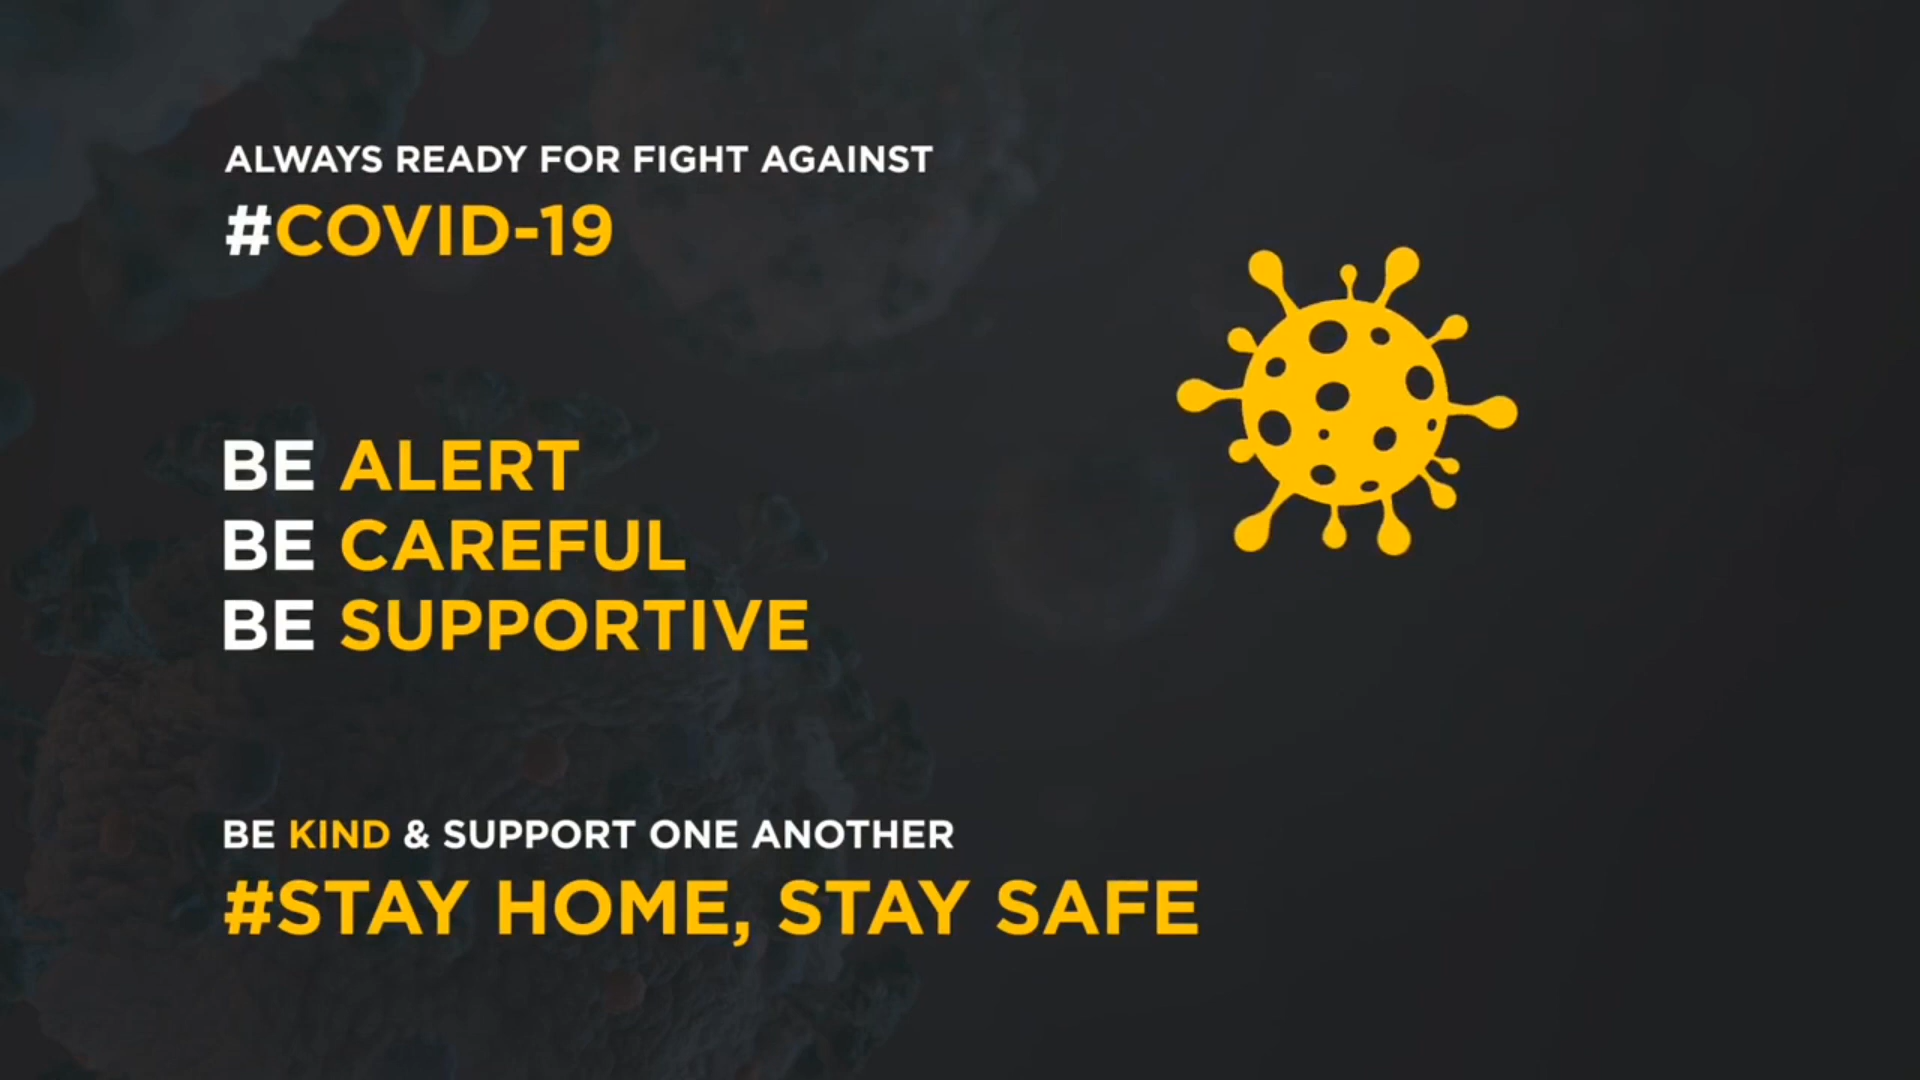 ALWAYS READY FOR FIGHT AGAINST
#COVID-19
BE ALERT
BE CAREFUL
BE SUPPORTIVE
BE KIND & SUPPORT ONE ANOTHER
#STAY HOME, STAY SAFE